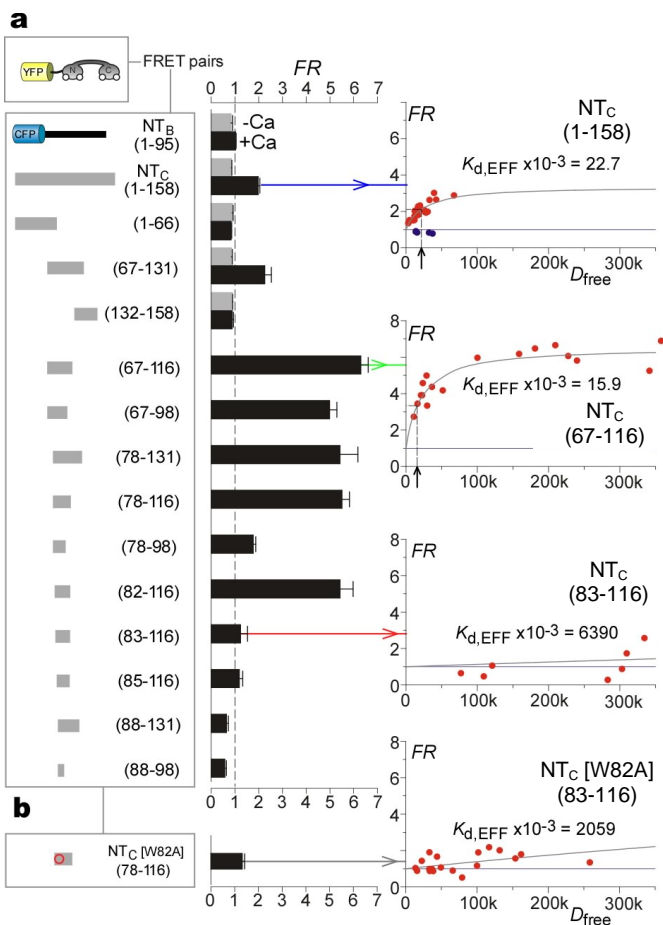 a
YFP
N
C
FRET pairs
CFP
NTB
(1-95)
NTC
(1-158)
(1-66)
(67-131)
(132-158)
(67-116)
(67-98)
(78-131)
(78-116)
(78-98)
(82-116)
(83-116)
(85-116)
(88-131)
(88-98)
FR
0 1 2 3 4 5 6 7
-Ca
+Ca
0 1 2 3 4 5 6 7
FR
NTC
(1-158)
Kd,EFF x10-3 = 22.7
8
6
4
2
0
0 100k 200k 300k
Dfree
FR
8
6
4
2
0
Kd,EFF x10-3 = 15.9
NTC
(67-116)
0 100k 200k 300k
FR
8
6
4
2
0
NTC
(83-116)
Kd,EFF x10-3 = 6390
0 100k 200k 300k
b
NTC [W82A]
(78-116)
0 1 2 3 4 5 6 7
FR
8
6
4
2
0
NTC [W82A]
(83-116)
Kd,EFF x10-3 = 2059
0 100k 200k 300k
Dfree